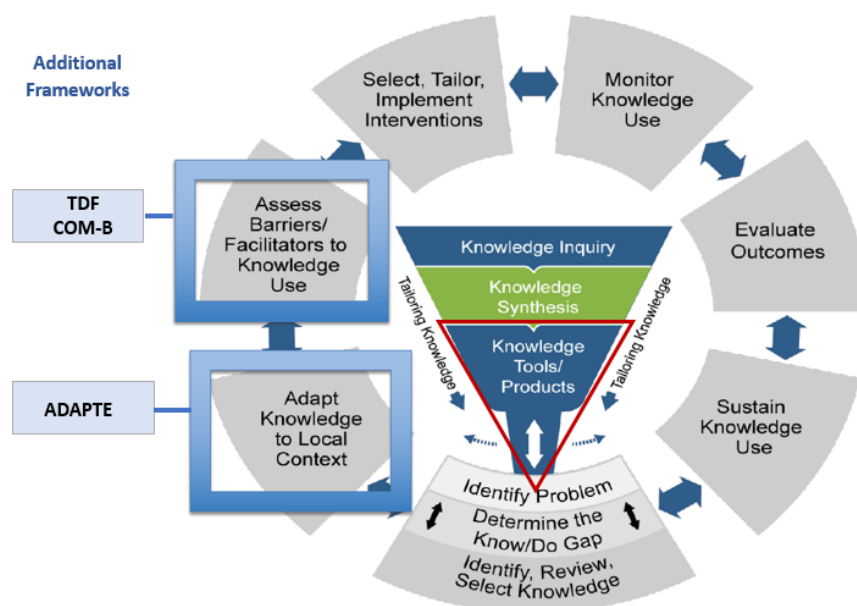 Additional
Frameworks
Select, Tailor,
Implement
Interventions
Monitor
Knowledge
Use
TDF
COM-B
Assess
Barriers/
Facilitators to
Knowledge
Use
Evaluate
Outcomes
Knowledge Inquiry
Knowledge
Synthesis
Knowledge
Tools/
Products
Tailoring Knowledge
Tailoring Knowledge
ADAPTE
Adapt
Knowledge
to Local
Context
Sustain
Knowledge
Use
Identify Problem
Determine the
Know/Do Gap
Identify, Review,
Select Knowledge